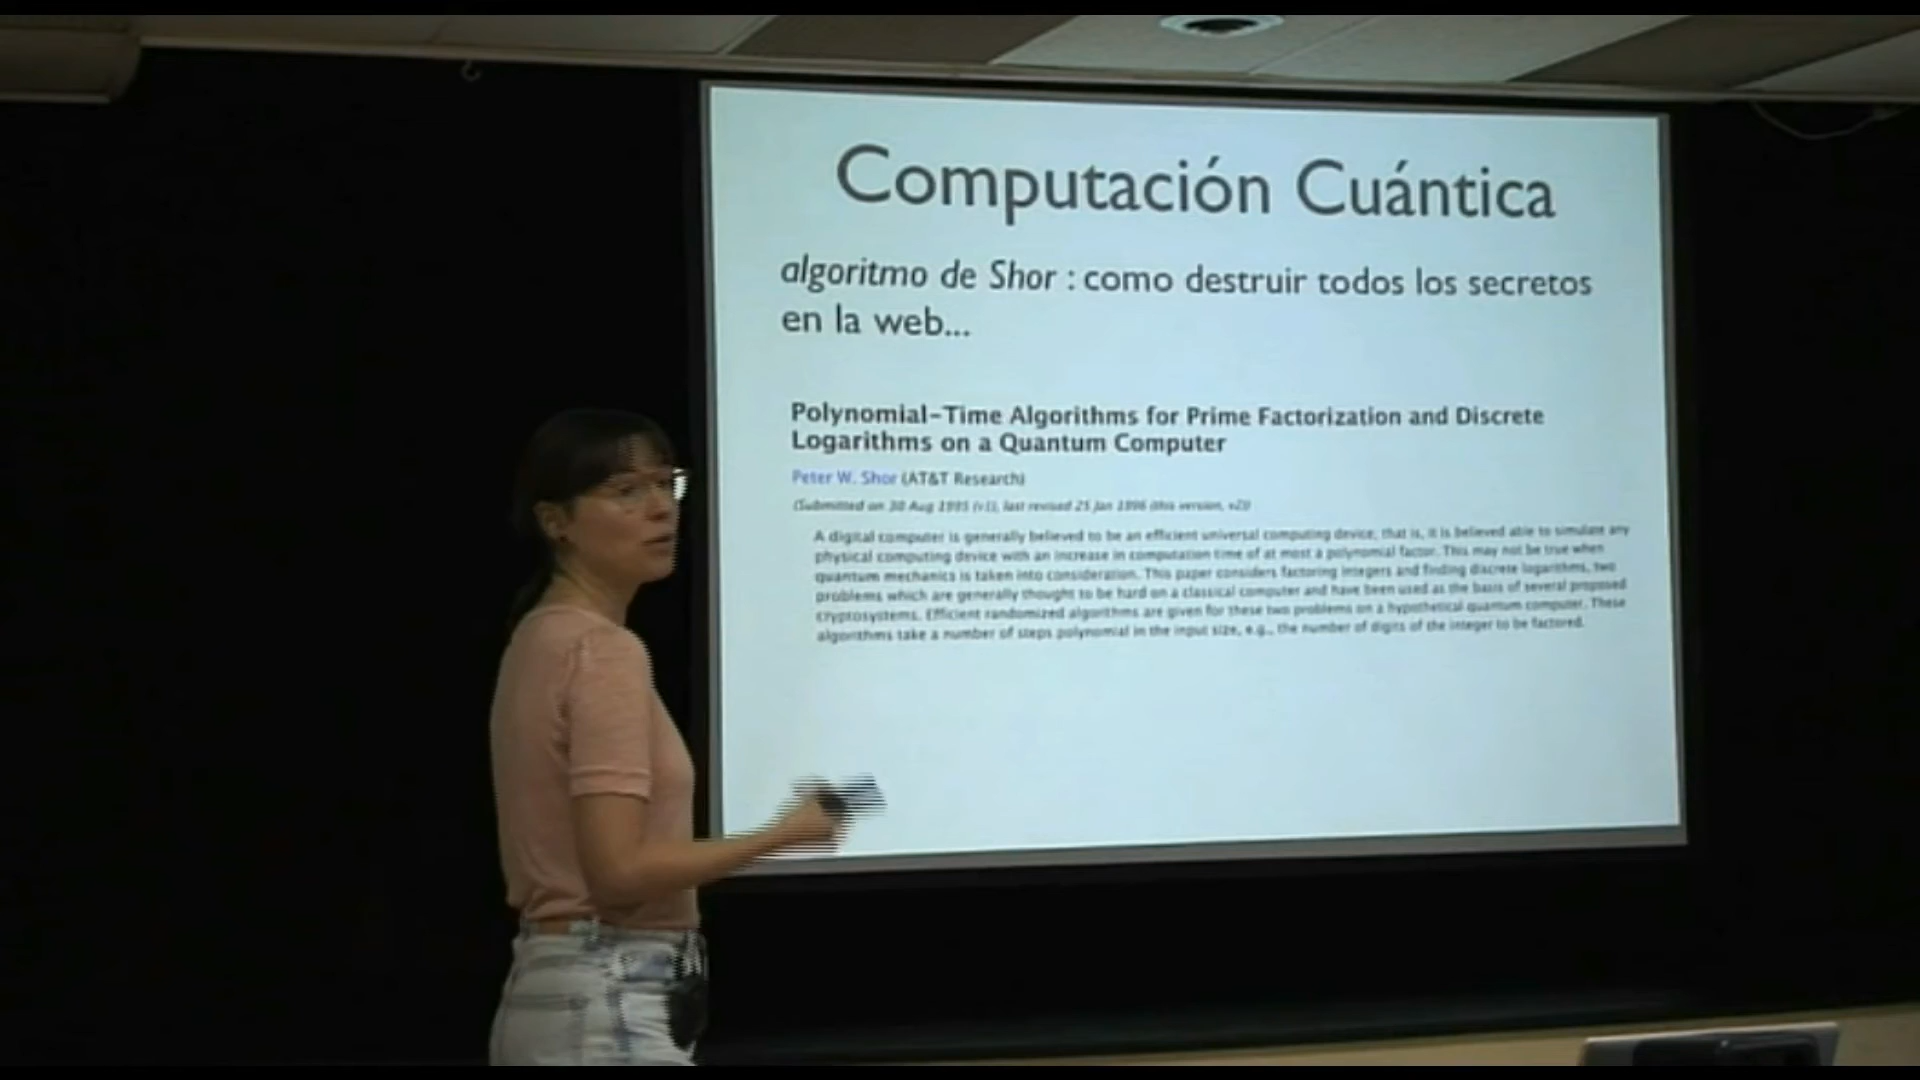 Computación Cuántica
algoritmo de Shor : como destruir todos los secretos
en la web...
Polynomial-Time Algorithms for Prime Factorization and Discrete
Logarithms on a Quantum Computer
Peter W. Shor (AT&T Research)
(Submitted on 30 Aug 1995 (v1), last revised 25 Jan 1996 (this version, v2))
A digital computer is generally believed to be an efficient universal computing device; that is, it is believed able to simulate any
physical computing device with an increase in computation time of at most a polynomial factor. This may not be true when
quantum mechanics is taken into consideration. This paper considers factoring integers and finding discrete logarithms, two
problems which are generally thought to be hard on a classical computer and have been used as the basis of several proposed
cryptosystems. Efficient randomized algorithms are given for these two problems on a hypothetical quantum computer. These
algorithms take a number of steps polynomial in the input size, e.g., the number of digits of the integer to be factored.